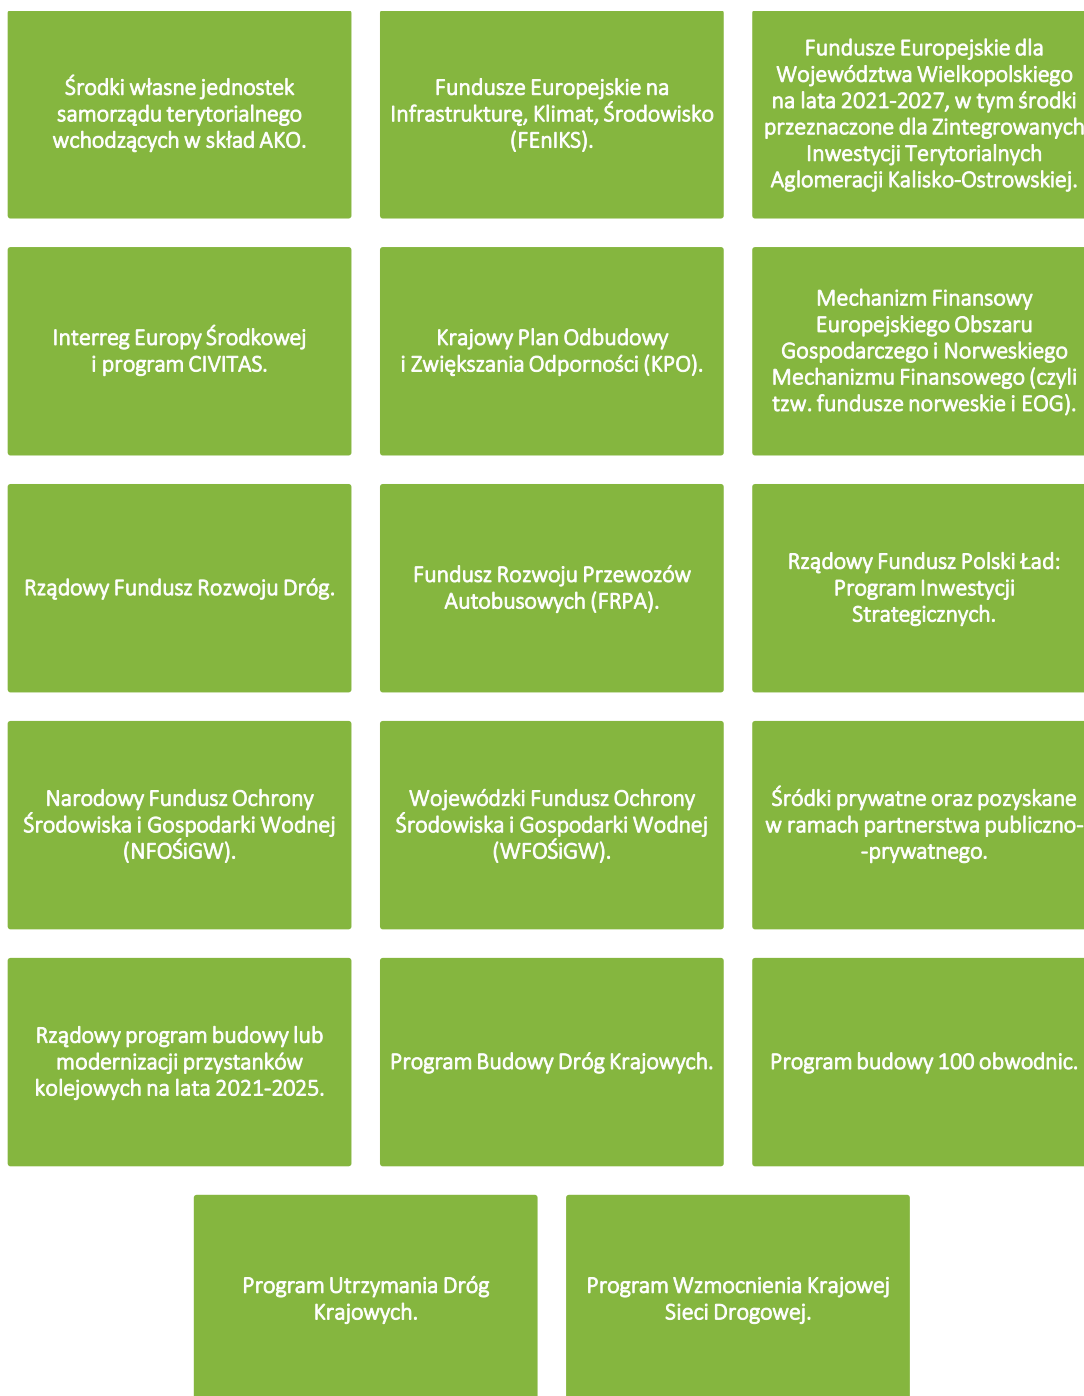 Środki własne jednostek
samorządu terytorialnego
wchodzących w skład AKO.
Fundusze Europejskie na
Infrastrukturę, Klimat, Środowisko
(FEnIKS).
Fundusze Europejskie dla
Województwa Wielkopolskiego
na lata 2021-2027, w tym środki
przeznaczone dla Zintegrowanych
Inwestycji Terytorialnych
Aglomeracji Kalisko-Ostrowskiej.
Interreg Europy Środkowej
i program CIVITAS.
Krajowy Plan Odbudowy
i Zwiększania Odporności (KPO).
Mechanizm Finansowy
Europejskiego Obszaru
Gospodarczego i Norweskiego
Mechanizmu Finansowego (czyli
tzw. fundusze norweskie i EOG).
Rządowy Fundusz Rozwoju Dróg.
Fundusz Rozwoju Przewozów
Autobusowych (FRPA).
Rządowy Fundusz Polski Ład:
Program Inwestycji
Strategicznych.
Narodowy Fundusz Ochrony
Środowiska i Gospodarki Wodnej
(NFOŚiGW).
Wojewódzki Fundusz Ochrony
Środowiska i Gospodarki Wodnej
(WFOŚiGW).
Śródki prywatne oraz pozyskane
w ramach partnerstwa publiczno-
-prywatnego.
Rządowy program budowy lub
modernizacji przystanków
kolejowych na lata 2021-2025.
Program Budowy Dróg Krajowych.
Program budowy 100 obwodnic.
Program Utrzymania Dróg
Krajowych.
Program Wzmocnienia Krajowej
Sieci Drogowej.